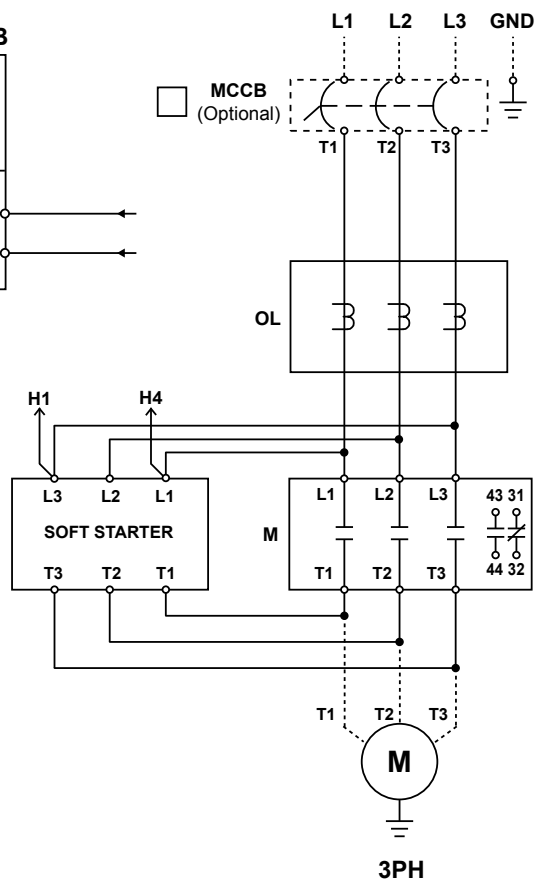 L1 L2 L3 GND
B
MCCB
(Optional)
T1 T2 T3
OL
H1 H4
L3 L2 L1
L1 L2 L3 43 31
SOFT STARTER
M
44 32
T3 T2 T1
T1 T2 T3
T1 T2 T3
M
3PH